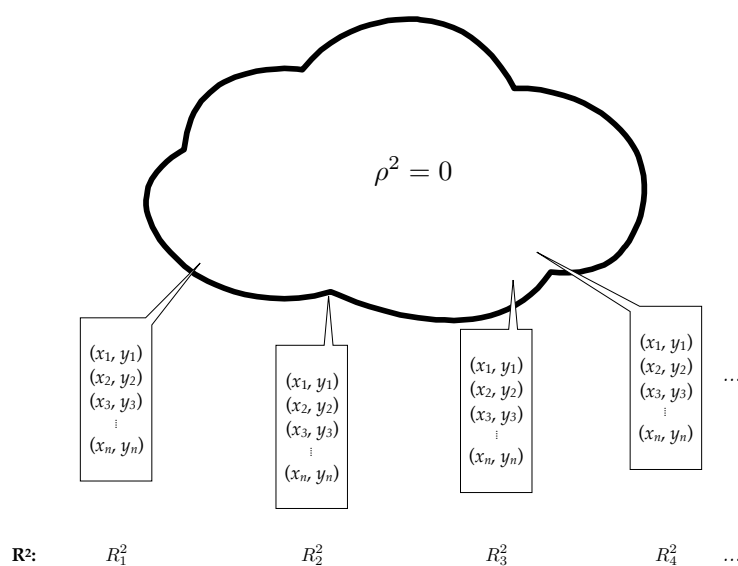 ρ² = 0
(x₁, y₁)
(x₂, y₂)
(x₃, y₃)
⋮
(xₙ, yₙ)
(x₁, y₁)
(x₂, y₂)
(x₃, y₃)
⋮
(xₙ, yₙ)
(x₁, y₁)
(x₂, y₂)
(x₃, y₃)
⋮
(xₙ, yₙ)
(x₁, y₁)
(x₂, y₂)
(x₃, y₃)
⋮
(xₙ, yₙ)
...
R²: R₁² R₂² R₃² R₄² ...